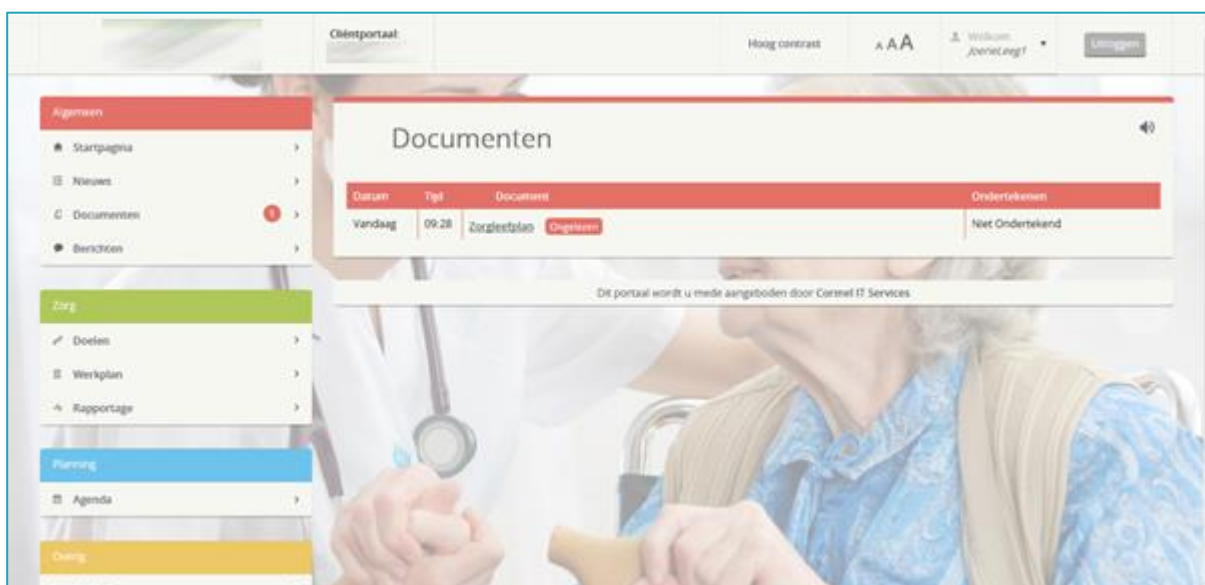 Cliëntportaal:
Hoog contrast
A A A
Welkom
Uitloggen
Algemeen
Startpagina
Nieuws
Documenten 1
Berichten
Zorg
Doelen
Werkplan
Rapportage
Planning
Agenda
Overig
Documenten
Datum Tijd Document Ondertekenen
Vandaag 09:28 Zorgleefplan Ongelezen Niet Ondertekend
Dit portaal wordt u mede aangeboden door Cormel IT Services